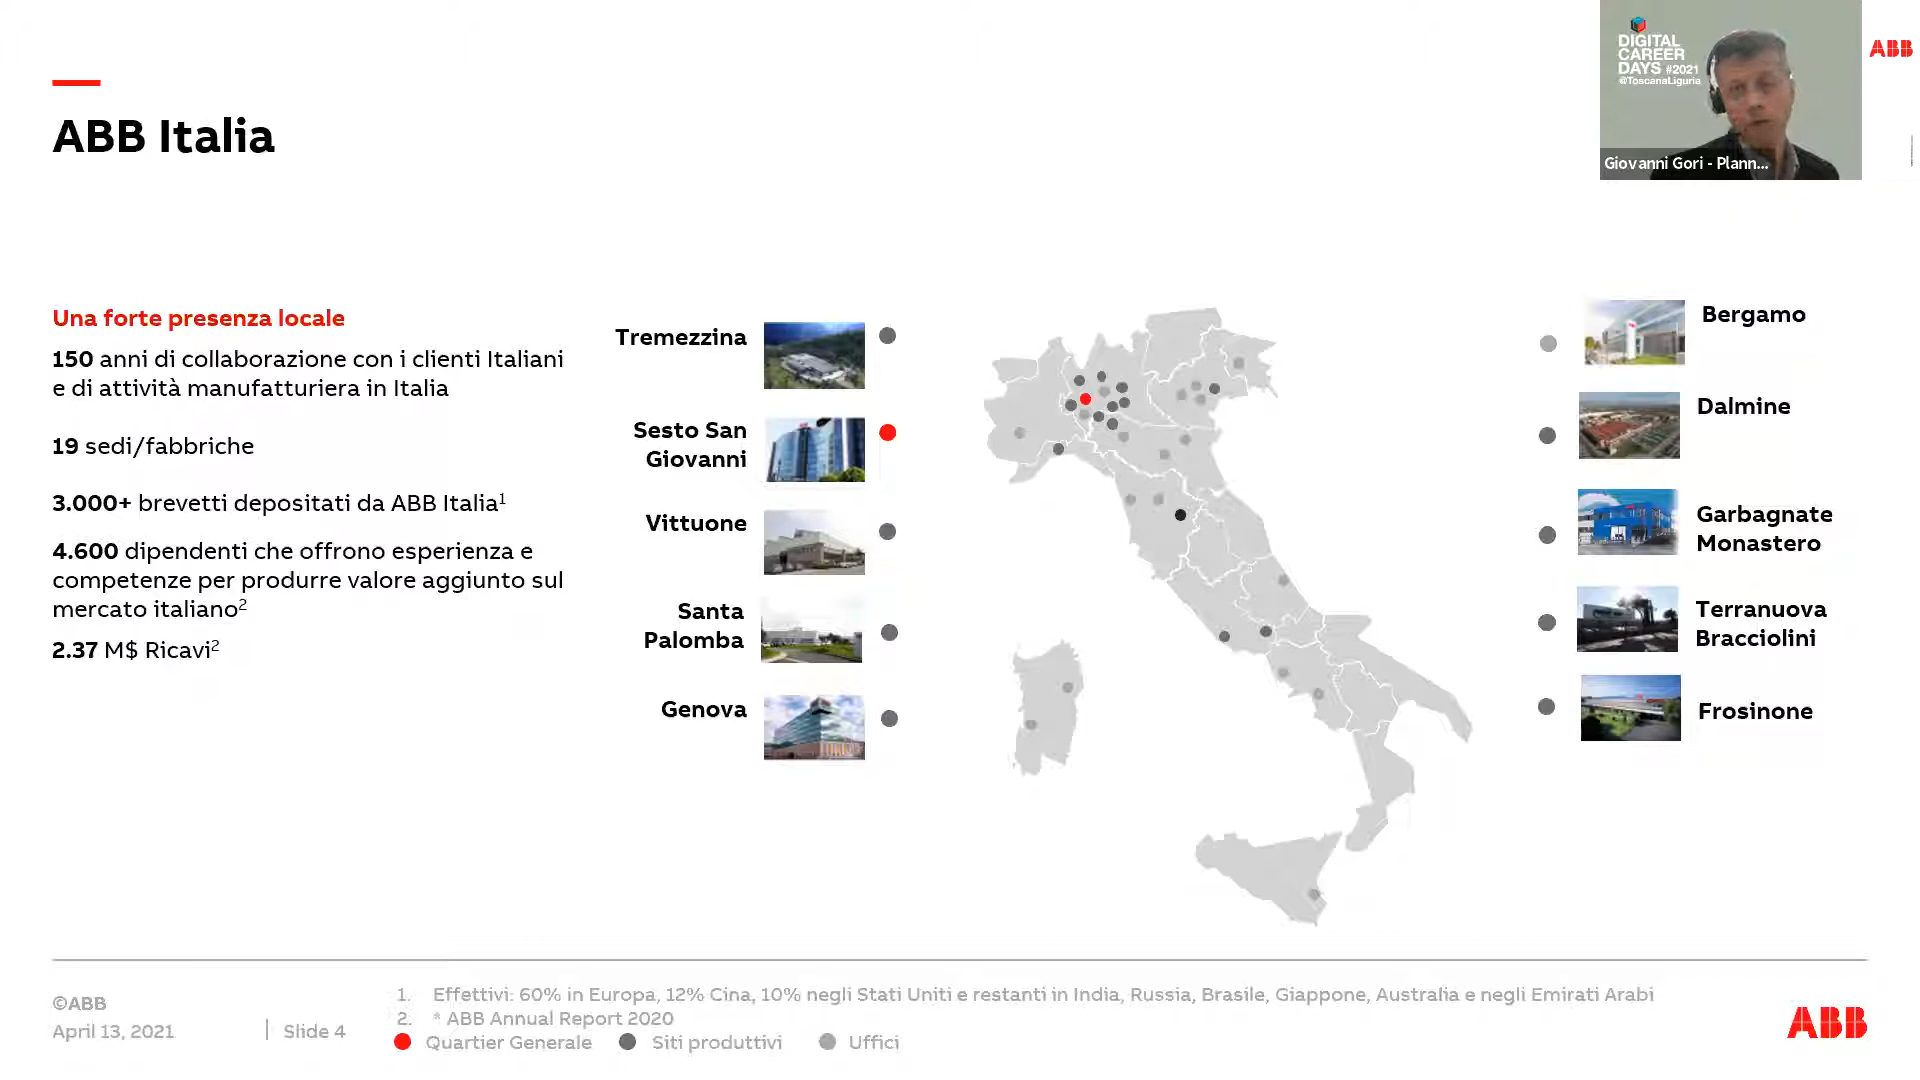 DIGITAL
CAREER
DAYS #2021
@ToscanaLiguria
Giovanni Gori - Plann...
ABB
ABB Italia
Una forte presenza locale
150 anni di collaborazione con i clienti Italiani
e di attività manufatturiera in Italia
19 sedi/fabbriche
3.000+ brevetti depositati da ABB Italia¹
4.600 dipendenti che offrono esperienza e
competenze per produrre valore aggiunto sul
mercato italiano²
2.37 M$ Ricavi²
Tremezzina
Sesto San
Giovanni
Vittuone
Santa
Palomba
Genova
Bergamo
Dalmine
Garbagnate
Monastero
Terranuova
Bracciolini
Frosinone
©ABB
April 13, 2021 | Slide 4
1. Effettivi: 60% in Europa, 12% Cina, 10% negli Stati Uniti e restanti in India, Russia, Brasile, Giappone, Australia e negli Emirati Arabi
2. * ABB Annual Report 2020
Quartier Generale Siti produttivi Uffici
ABB